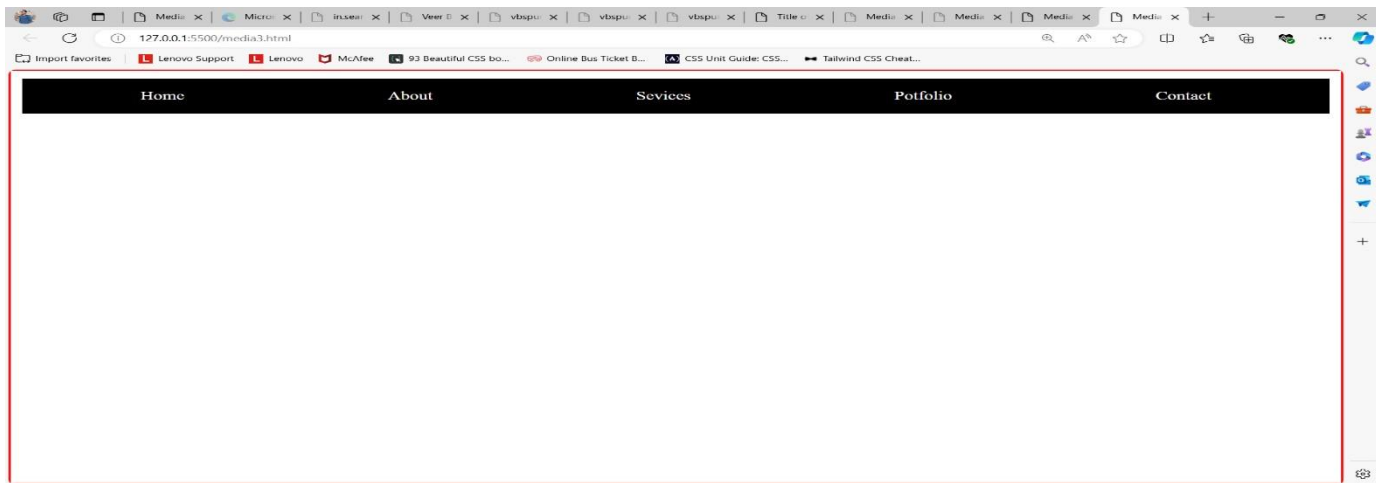 Media Micros in.sear Veer B vbspu vbspu vbspu Title o Media Media Media Media
127.0.0.1:5500/media3.html
Import favorites Lenovo Support Lenovo McAfee 93 Beautiful CSS bo... Online Bus Ticket B... CSS Unit Guide: CSS... Tailwind CSS Cheat...
Home About Sevices Potfolio Contact